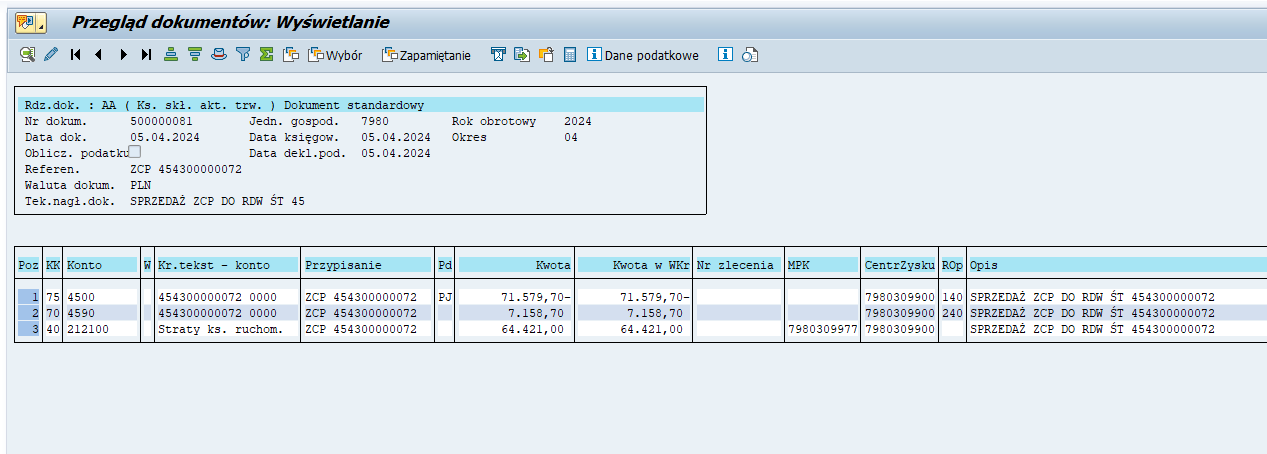 Przegląd dokumentów: Wyświetlanie
Wybór Zapamiętanie Dane podatkowe
Rdz.dok. : AA ( Ks. skł. akt. trw. ) Dokument standardowy
Nr dokum. 500000081 Jedn. gospod. 7980 Rok obrotowy 2024
Data dok. 05.04.2024 Data księgow. 05.04.2024 Okres 04
Oblicz. podatku Data dekl.pod. 05.04.2024
Referen. ZCP 454300000072
Waluta dokum. PLN
Tek.nagł.dok. SPRZEDAŻ ZCP DO RDW ŚT 45
Poz KK Konto W Kr.tekst - konto Przypisanie Pd Kwota Kwota w WKr Nr zlecenia MPK CentrZysku ROp Opis
1 75 4500 454300000072 0000 ZCP 454300000072 PJ 71.579,70- 71.579,70- 7980309900 140 SPRZEDAŻ ZCP DO RDW ŚT 454300000072
2 70 4590 454300000072 0000 ZCP 454300000072 7.158,70 7.158,70 7980309900 240 SPRZEDAŻ ZCP DO RDW ŚT 454300000072
3 40 212100 Straty ks. ruchom. ZCP 454300000072 64.421,00 64.421,00 7980309977 7980309900 SPRZEDAŻ ZCP DO RDW ŚT 454300000072